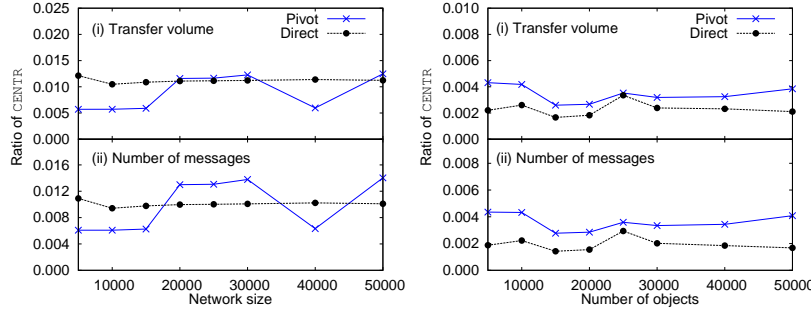 (i) Transfer volume
Pivot
Direct
0.025
0.020
0.015
0.010
0.005
0.000
Ratio of CENTR
(ii) Number of messages
0.016
0.012
0.008
0.004
0.000
10000 20000 30000 40000 50000
Network size
(i) Transfer volume
Pivot
Direct
0.010
0.008
0.006
0.004
0.002
0.000
Ratio of CENTR
(ii) Number of messages
0.008
0.006
0.004
0.002
0.000
10000 20000 30000 40000 50000
Number of objects